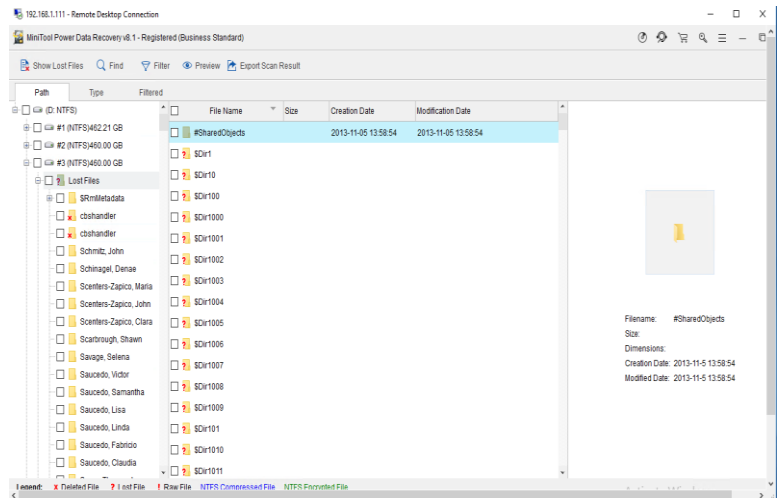 192.168.1.111 - Remote Desktop Connection
MiniTool Power Data Recovery v8.1 - Registered (Business Standard)
Show Lost Files Find Filter Preview Export Scan Result
Path Type Filtered
(D: NTFS)
#1 (NTFS)462.21 GB
#2 (NTFS)460.00 GB
#3 (NTFS)460.00 GB
Lost Files
$RmMetadata
cbshandler
cbshandler
Schmitz, John
Schinagel, Denae
Scenters-Zapico, Maria
Scenters-Zapico, John
Scenters-Zapico, Clara
Scarbrough, Shawn
Savage, Selena
Saucedo, Victor
Saucedo, Samantha
Saucedo, Lisa
Saucedo, Linda
Saucedo, Fabricio
Saucedo, Claudia
File Name Size Creation Date Modification Date
#SharedObjects 2013-11-05 13:58:54 2013-11-05 13:58:54
$Dir1
$Dir10
$Dir100
$Dir1000
$Dir1001
$Dir1002
$Dir1003
$Dir1004
$Dir1005
$Dir1006
$Dir1007
$Dir1008
$Dir1009
$Dir101
$Dir1010
$Dir1011
Filename: #SharedObjects
Size:
Dimensions:
Creation Date: 2013-11-5 13:58:54
Modified Date: 2013-11-5 13:58:54
Legend: x Deleted File ? Lost File ! Raw File NTFS Compressed File NTFS Encrypted File